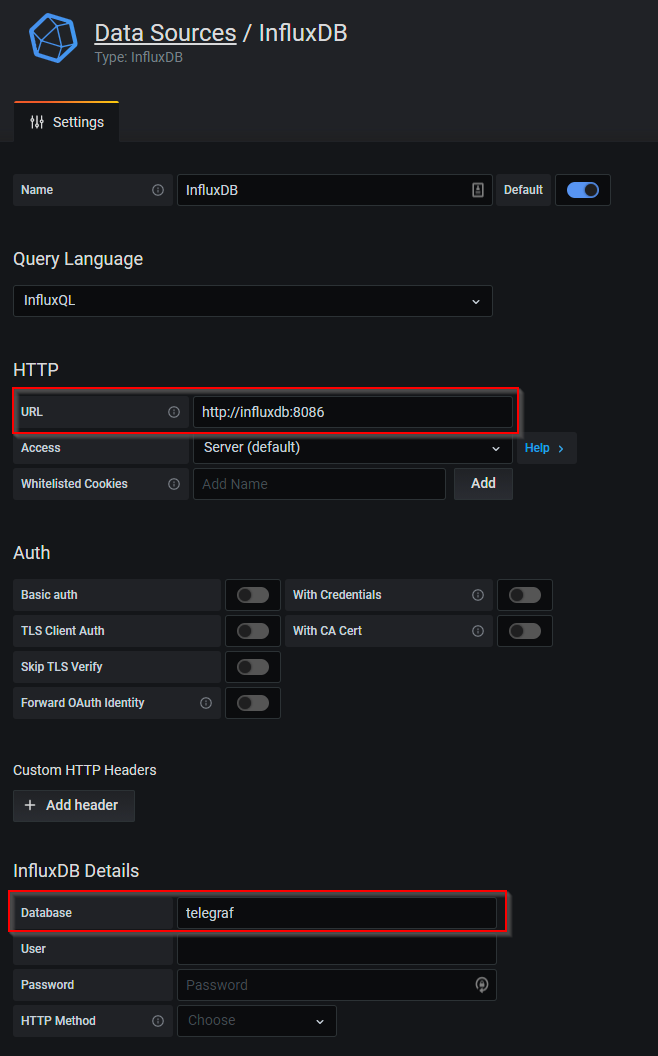 Data Sources / InfluxDB
Type: InfluxDB
Settings
Name InfluxDB Default
Query Language
InfluxQL
HTTP
URL http://influxdb:8086
Access Server (default) Help
Whitelisted Cookies Add Name Add
Auth
Basic auth With Credentials
TLS Client Auth With CA Cert
Skip TLS Verify
Forward OAuth Identity
Custom HTTP Headers
+ Add header
InfluxDB Details
Database telegraf
User
Password Password
HTTP Method Choose